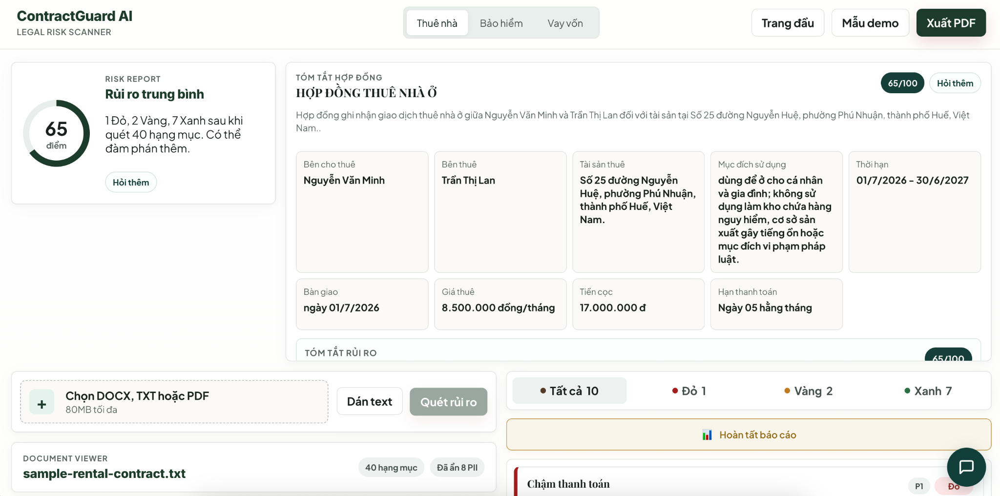 ContractGuard AI
LEGAL RISK SCANNER
Thuê nhà
Bảo hiểm
Vay vốn
Trang đầu
Mẫu demo
Xuất PDF
65
điểm
RISK REPORT
Rủi ro trung bình
1 Đỏ, 2 Vàng, 7 Xanh sau khi
quét 40 hạng mục. Có thể
đàm phán thêm.
Hỏi thêm
TÓM TẮT HỢP ĐỒNG
HỢP ĐỒNG THUÊ NHÀ Ở
65/100
Hỏi thêm
Hợp đồng ghi nhận giao dịch thuê nhà ở giữa Nguyễn Văn Minh và Trần Thị Lan đối với tài sản tại Số 25 đường Nguyễn Huệ, phường Phú Nhuận, thành phố Huế, Việt
Nam..
Bên cho thuê
Nguyễn Văn Minh
Bên thuê
Trần Thị Lan
Tài sản thuê
Số 25 đường Nguyễn
Huệ, phường Phú Nhuận,
thành phố Huế, Việt
Nam.
Mục đích sử dụng
dùng để ở cho cá nhân
và gia đình; không sử
dụng làm kho chứa hàng
nguy hiểm, cơ sở sản
xuất gây tiếng ồn hoặc
mục đích vi phạm pháp
luật.
Thời hạn
01/7/2026 - 30/6/2027
Bàn giao
ngày 01/7/2026
Giá thuê
8.500.000 đồng/tháng
Tiền cọc
17.000.000 đ
Hạn thanh toán
Ngày 05 hằng tháng
TÓM TẮT RỦI RO
65/100
+
Chọn DOCX, TXT hoặc PDF
80MB tối đa
Dán text
Quét rủi ro
DOCUMENT VIEWER
sample-rental-contract.txt
40 hạng mục
Đã ẩn 8 PII
Tất cả 10
Đỏ 1
Vàng 2
Xanh 7
Hoàn tất báo cáo
Chậm thanh toán
P1
Đỏ